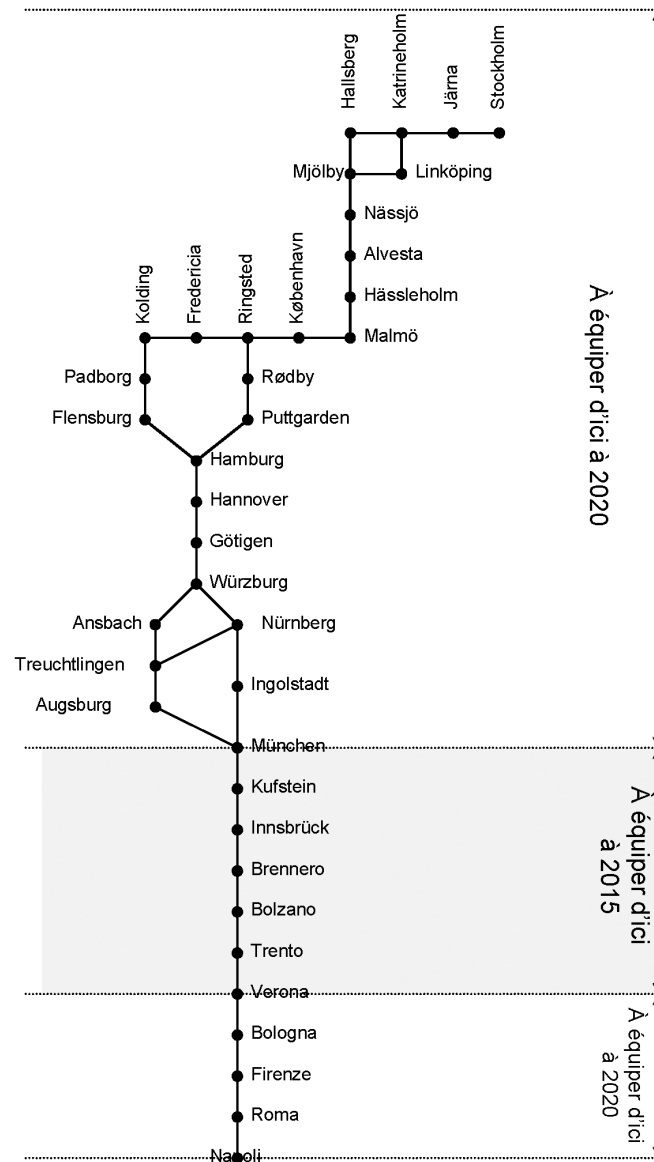 Hallsberg
Katrineholm
Järna
Stockholm
Mjölby
Linköping
Nässjö
Alvesta
Hässleholm
Malmö
Kolding
Fredericia
Ringsted
København
Padborg
Rødby
Flensburg
Puttgarden
Hamburg
Hannover
Götigen
Würzburg
Ansbach
Nürnberg
Treuchtlingen
Ingolstadt
Augsburg
München
Kufstein
Innsbrück
Brennero
Bolzano
Trento
Verona
Bologna
Firenze
Roma
Napoli
À équiper d'ici à 2020
À équiper d'ici
à 2015
À équiper d'ici
à 2020